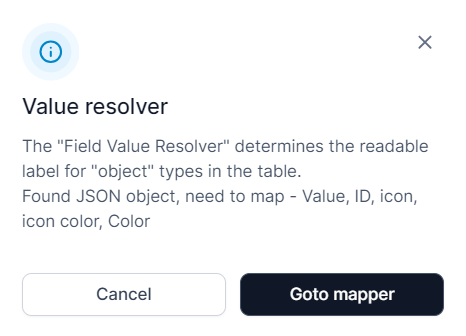 Value resolver
The "Field Value Resolver" determines the readable
label for "object" types in the table.
Found JSON object, need to map - Value, ID, icon,
icon color, Color
Cancel
Goto mapper